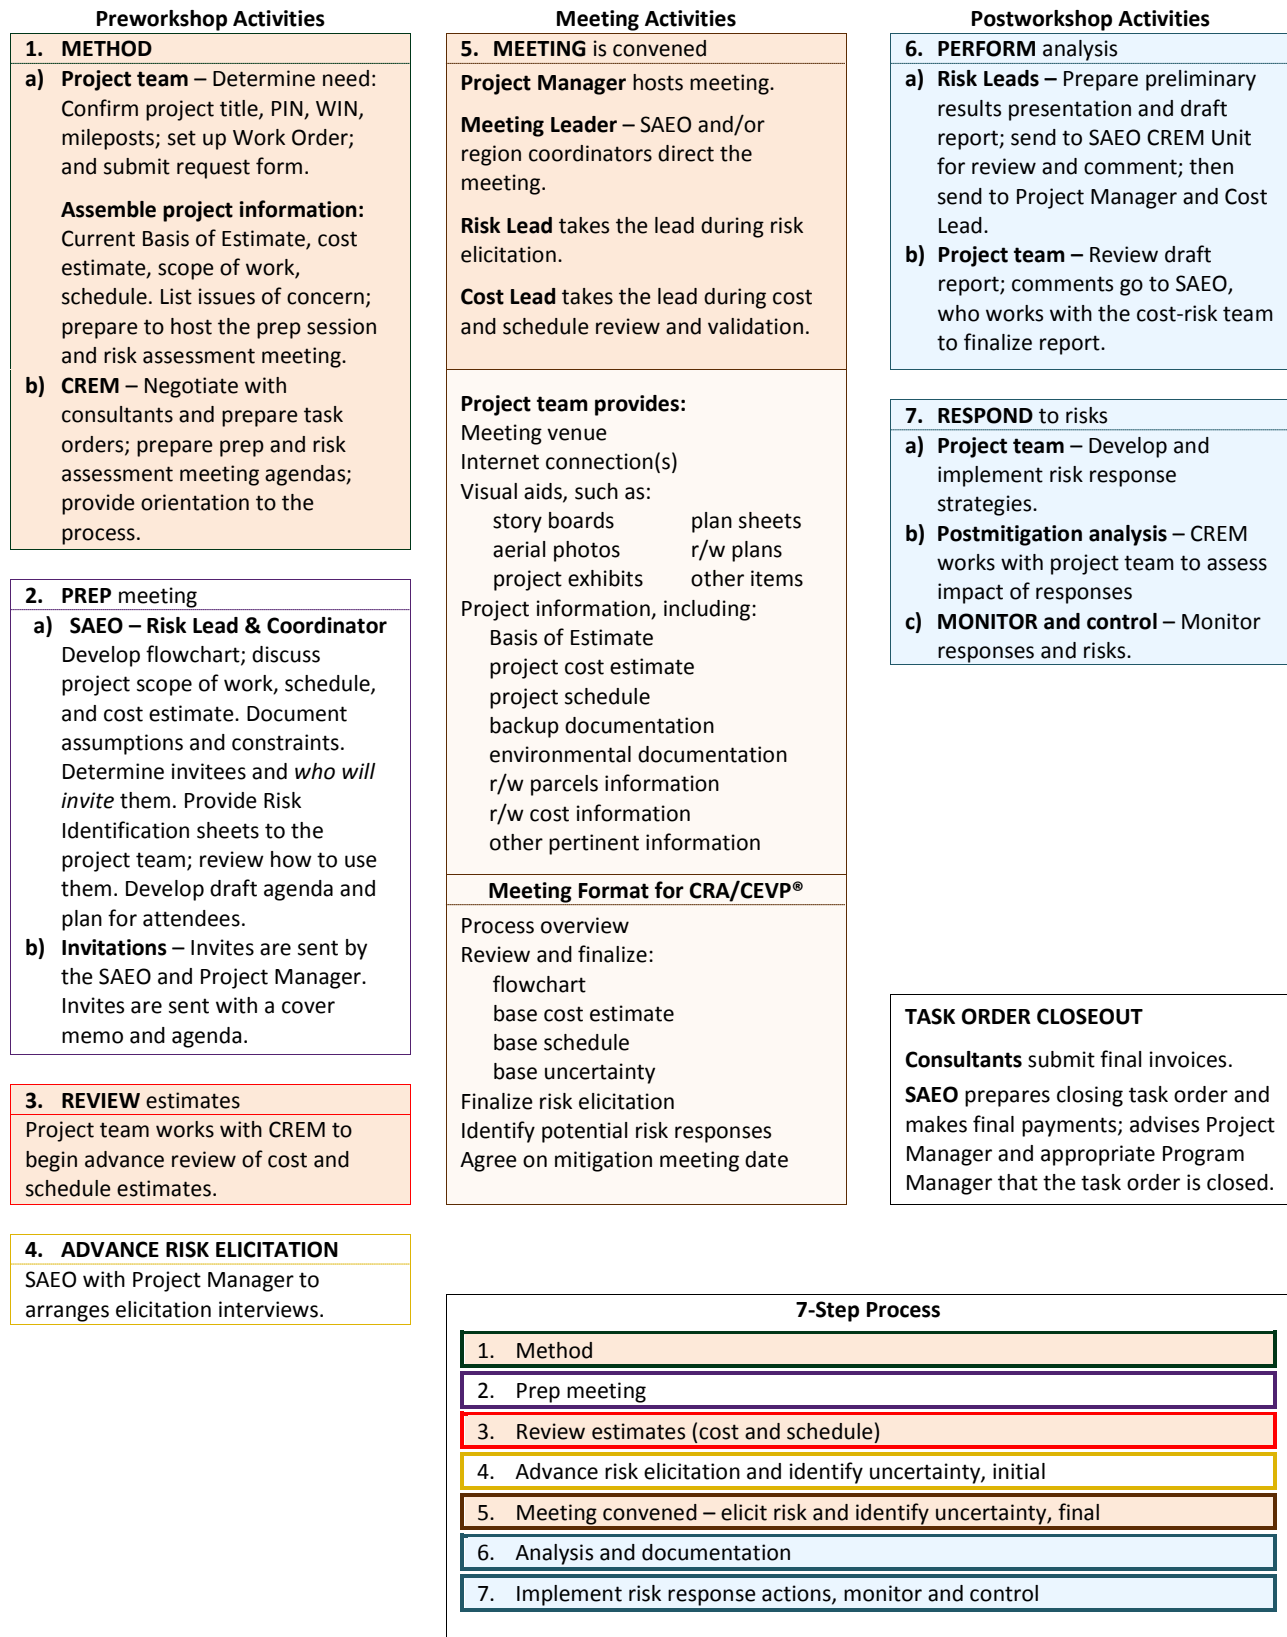 Preworkshop Activities
1. METHOD
a) Project team – Determine need:
Confirm project title, PIN, WIN,
mileposts; set up Work Order;
and submit request form.
Assemble project information:
Current Basis of Estimate, cost
estimate, scope of work,
schedule. List issues of concern;
prepare to host the prep session
and risk assessment meeting.
b) CREM – Negotiate with
consultants and prepare task
orders; prepare prep and risk
assessment meeting agendas;
provide orientation to the
process.
2. PREP meeting
a) SAEO – Risk Lead & Coordinator
Develop flowchart; discuss
project scope of work, schedule,
and cost estimate. Document
assumptions and constraints.
Determine invitees and who will
invite them. Provide Risk
Identification sheets to the
project team; review how to use
them. Develop draft agenda and
plan for attendees.
b) Invitations – Invites are sent by
the SAEO and Project Manager.
Invites are sent with a cover
memo and agenda.
3. REVIEW estimates
Project team works with CREM to
begin advance review of cost and
schedule estimates.
4. ADVANCE RISK ELICITATION
SAEO with Project Manager to
arranges elicitation interviews.
Meeting Activities
5. MEETING is convened
Project Manager hosts meeting.
Meeting Leader – SAEO and/or
region coordinators direct the
meeting.
Risk Lead takes the lead during risk
elicitation.
Cost Lead takes the lead during cost
and schedule review and validation.
Project team provides:
Meeting venue
Internet connection(s)
Visual aids, such as:
story boards plan sheets
aerial photos r/w plans
project exhibits other items
Project information, including:
Basis of Estimate
project cost estimate
project schedule
backup documentation
environmental documentation
r/w parcels information
r/w cost information
other pertinent information
Meeting Format for CRA/CEVP®
Process overview
Review and finalize:
flowchart
base cost estimate
base schedule
base uncertainty
Finalize risk elicitation
Identify potential risk responses
Agree on mitigation meeting date
Postworkshop Activities
6. PERFORM analysis
a) Risk Leads – Prepare preliminary
results presentation and draft
report; send to SAEO CREM Unit
for review and comment; then
send to Project Manager and Cost
Lead.
b) Project team – Review draft
report; comments go to SAEO,
who works with the cost-risk team
to finalize report.
7. RESPOND to risks
a) Project team – Develop and
implement risk response
strategies.
b) Postmitigation analysis – CREM
works with project team to assess
impact of responses
c) MONITOR and control – Monitor
responses and risks.
TASK ORDER CLOSEOUT
Consultants submit final invoices.
SAEO prepares closing task order and
makes final payments; advises Project
Manager and appropriate Program
Manager that the task order is closed.
7-Step Process
1. Method
2. Prep meeting
3. Review estimates (cost and schedule)
4. Advance risk elicitation and identify uncertainty, initial
5. Meeting convened – elicit risk and identify uncertainty, final
6. Analysis and documentation
7. Implement risk response actions, monitor and control